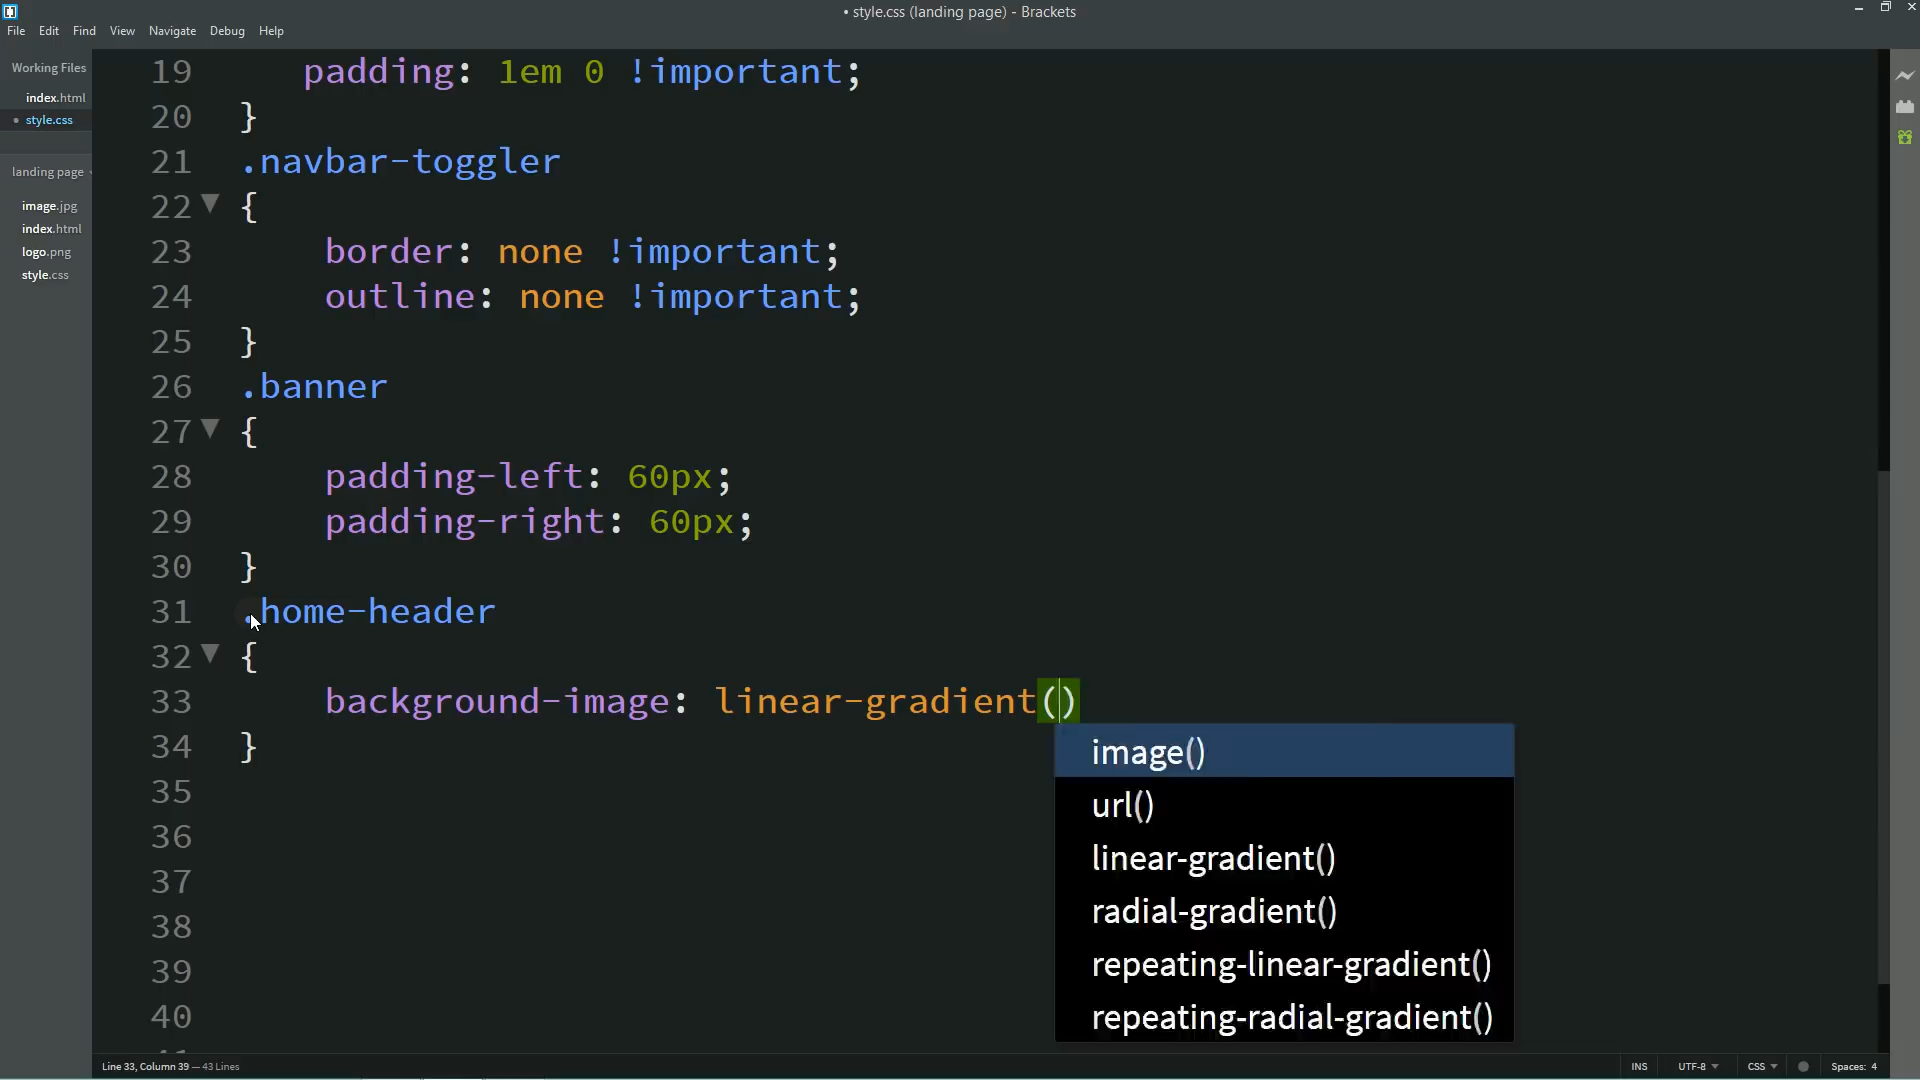 • style.css (landing page) - Brackets
File Edit Find View Navigate Debug Help
Working Files
index.html
• style.css
landing page
image.jpg
index.html
logo.png
style.css
19 padding: 1em 0 !important;
20 }
21 .navbar-toggler
22 {
23 border: none !important;
24 outline: none !important;
25 }
26 .banner
27 {
28 padding-left: 60px;
29 padding-right: 60px;
30 }
31 .home-header
32 {
33 background-image: linear-gradient()
34 }
35
36
37
38
39
40
image()
url()
linear-gradient()
radial-gradient()
repeating-linear-gradient()
repeating-radial-gradient()
Line 33, Column 39 — 43 Lines
INS UTF-8 CSS Spaces: 4